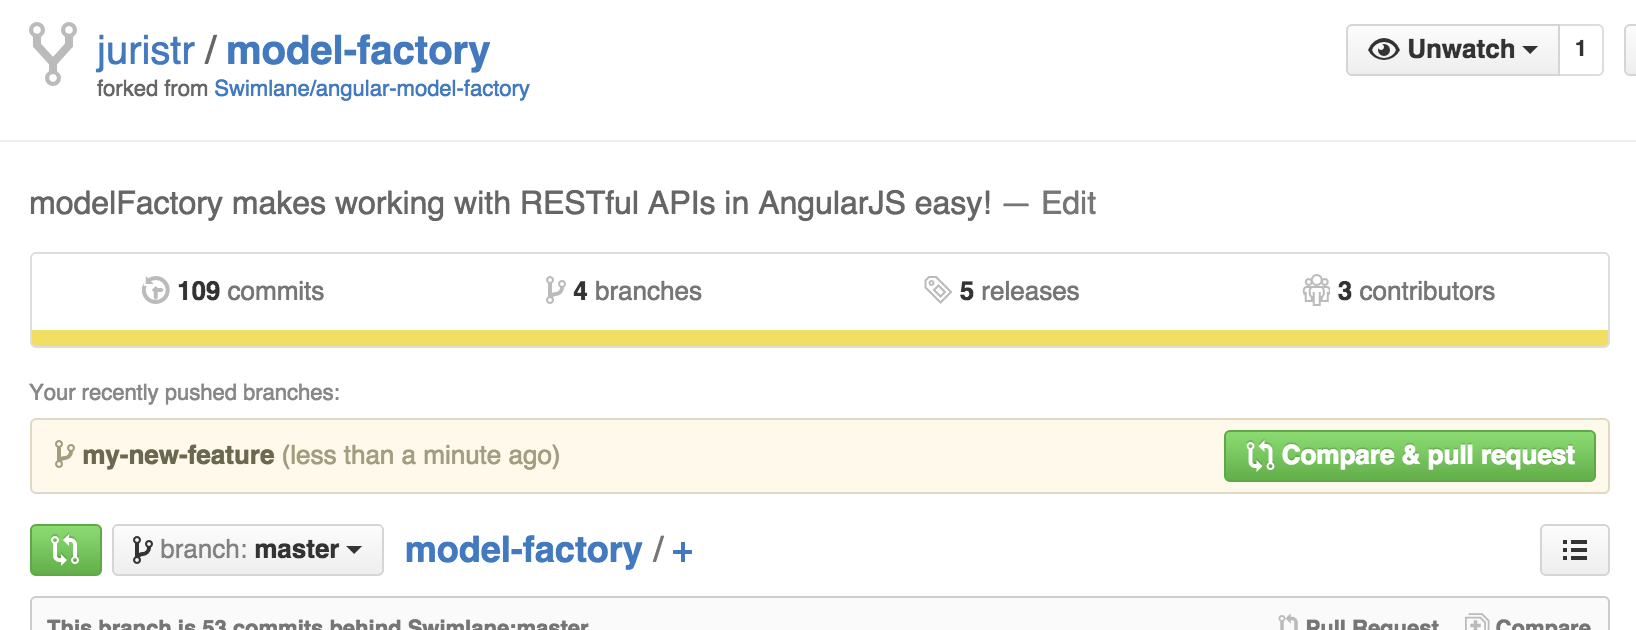 juristr / model-factory
Unwatch 1
forked from Swimlane/angular-model-factory
modelFactory makes working with RESTful APIs in AngularJS easy! — Edit
109 commits 4 branches 5 releases 3 contributors
Your recently pushed branches:
my-new-feature (less than a minute ago) Compare & pull request
branch: master model-factory / +
This branch is 53 commits behind Swimlane:master Pull Request Compare